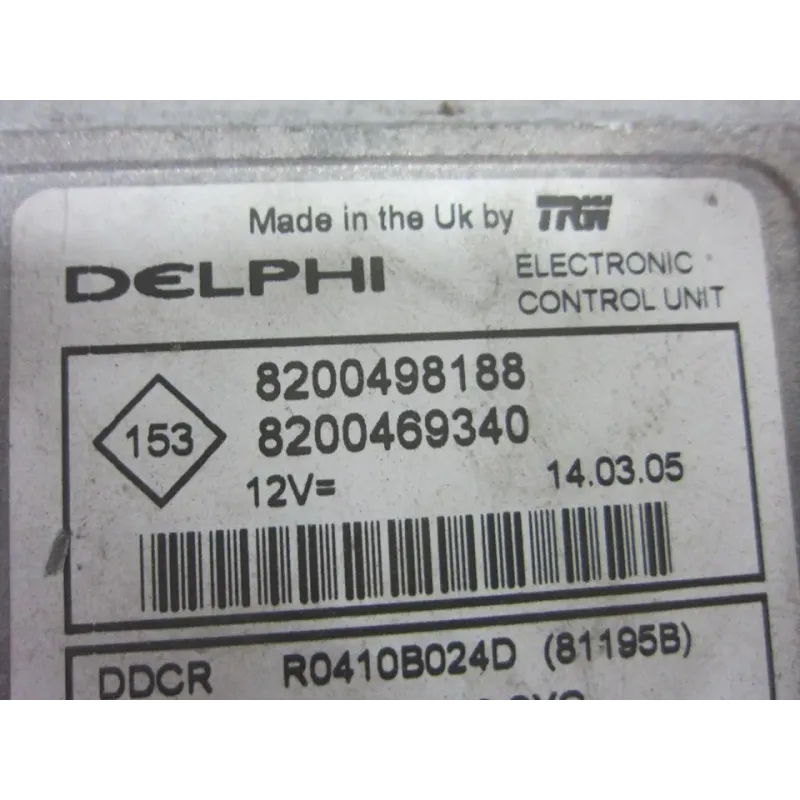 Made in the Uk by TRW
DELPHI
ELECTRONIC
CONTROL UNIT
153
8200498188
8200469340
12V=
14.03.05
DDCR R0410B024D (81195B)